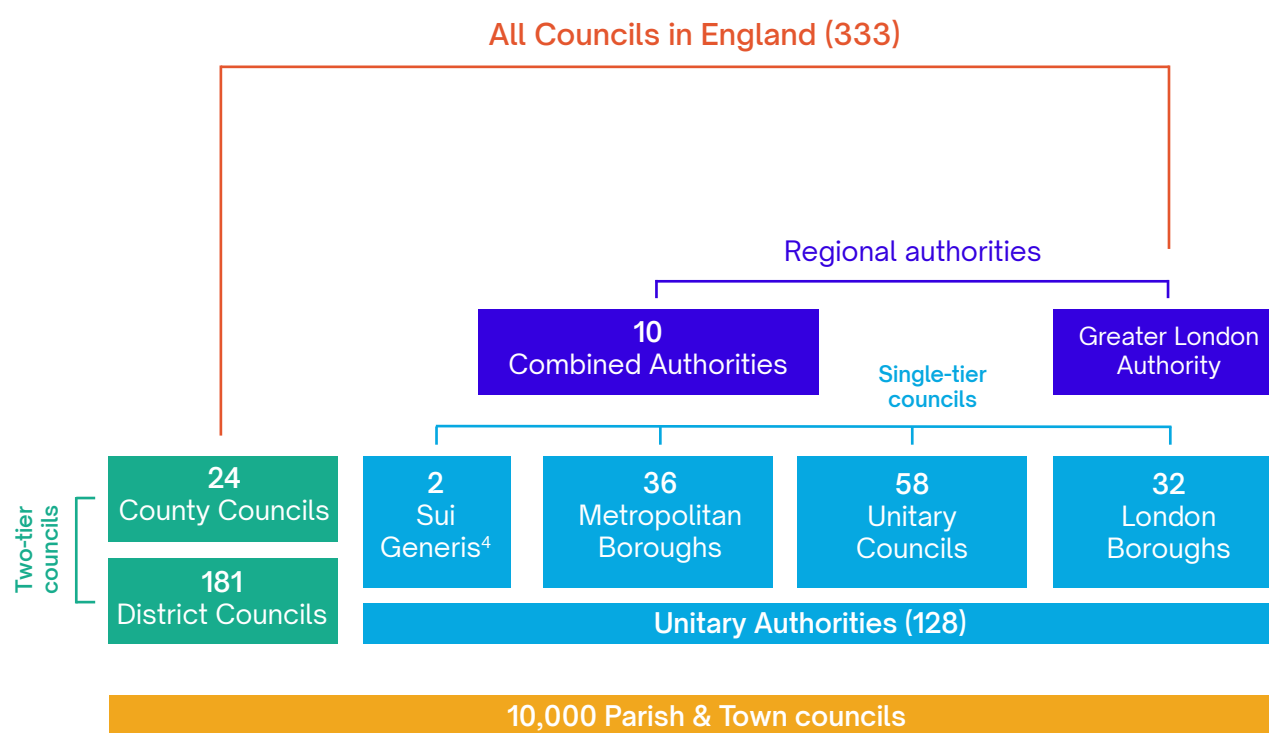 All Councils in England (333)
Regional authorities
10
Combined Authorities
Greater London
Authority
Single-tier
councils
Two-tier
councils
24
County Councils
181
District Councils
2
Sui
Generis⁴
36
Metropolitan
Boroughs
58
Unitary
Councils
32
London
Boroughs
Unitary Authorities (128)
10,000 Parish & Town councils